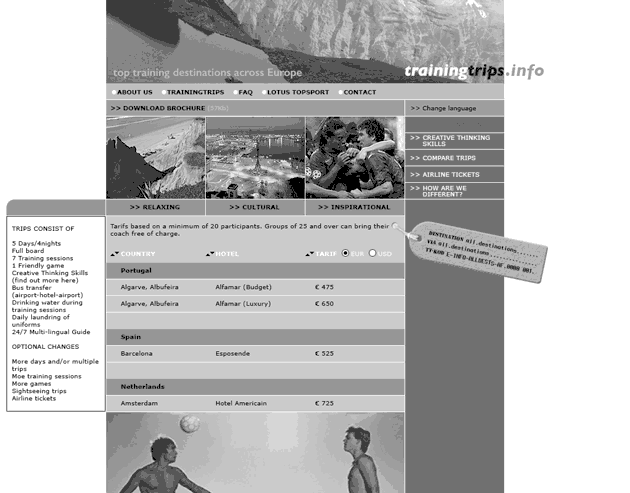 top training destinations across Europe
trainingtrips.info
ABOUT US
TRAININGTRIPS
FAQ
LOTUS TOPSPORT
CONTACT
>> DOWNLOAD BROCHURE
>> Change language
>> CREATIVE THINKING
SKILLS
>> COMPARE TRIPS
>> AIRLINE TICKETS
>> HOW ARE WE
DIFFERENT?
>> RELAXING
>> CULTURAL
>> INSPIRATIONAL
TRIPS CONSIST OF
5 Days/4nights
Full board
7 Training sessions
1 Friendly game
Creative Thinking Skills
(find out more here)
Bus transfer
(airport-hotel-airport)
Drinking water during
training sessions
Daily laundring of
uniforms
24/7 Multi-lingual Guide
OPTIONAL CHANGES
More days and/or multiple
trips
Moe training sessions
More games
Sightseeing trips
Airline tickets
Tarifs based on a minimum of 20 participants. Groups of 25 and over can bring their
coach free of charge.
DESTINATION all.destinations.......
VIA all.destinations
COUNTRY HOTEL TARIF EUR USD
Portugal
Algarve, Albufeira Alfamar (Budget) € 475
Algarve, Albufeira Alfamar (Luxury) € 650
Spain
Barcelona Esposende € 525
Netherlands
Amsterdam Hotel Americain € 725